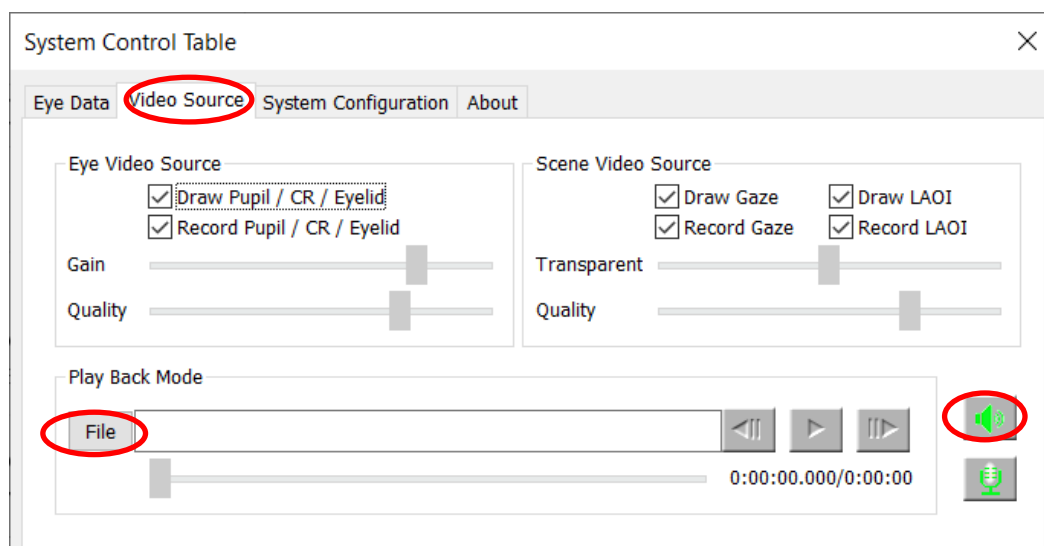 System Control Table
Eye Data Video Source System Configuration About
Eye Video Source
Draw Pupil / CR / Eyelid
Record Pupil / CR / Eyelid
Gain
Quality
Scene Video Source
Draw Gaze Draw LAOI
Record Gaze Record LAOI
Transparent
Quality
Play Back Mode
File
0:00:00.000/0:00:00